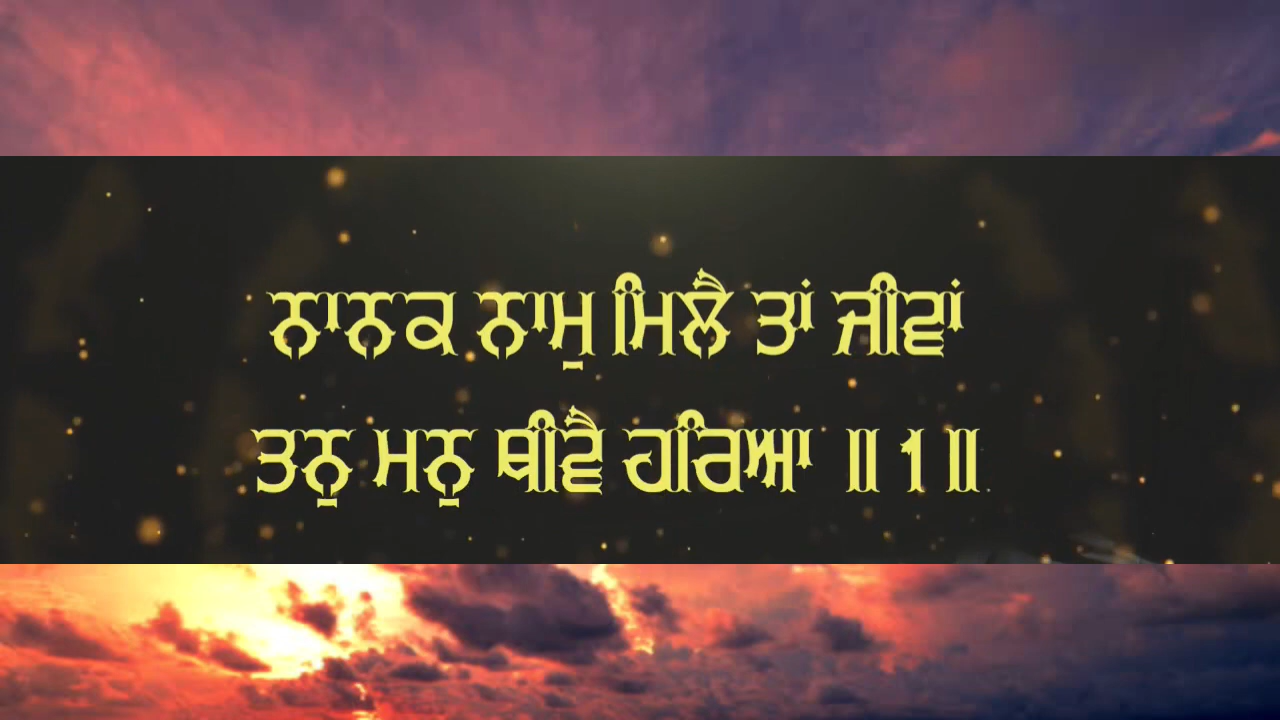 ਨਾਨਕ ਨਾਮੁ ਮਿਲੈ ਤਾਂ ਜੀਵਾਂ
ਤਨੁ ਮਨੁ ਥੀਵੈ ਹਰਿਆ ॥ 1 ॥